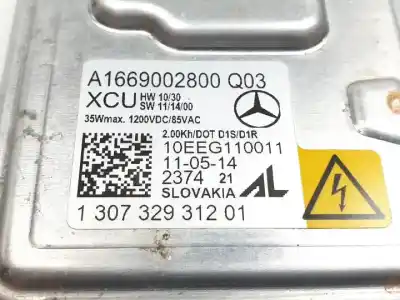 A1669002800 Q03
XCU HW 10/30
SW 11/14/00
35Wmax. 1200VDC/85VAC
2.00Kh/DOT D1S/D1R
10EEG110011
11-05-14
2374 21
SLOVAKIA AL
1 307 329 312 01